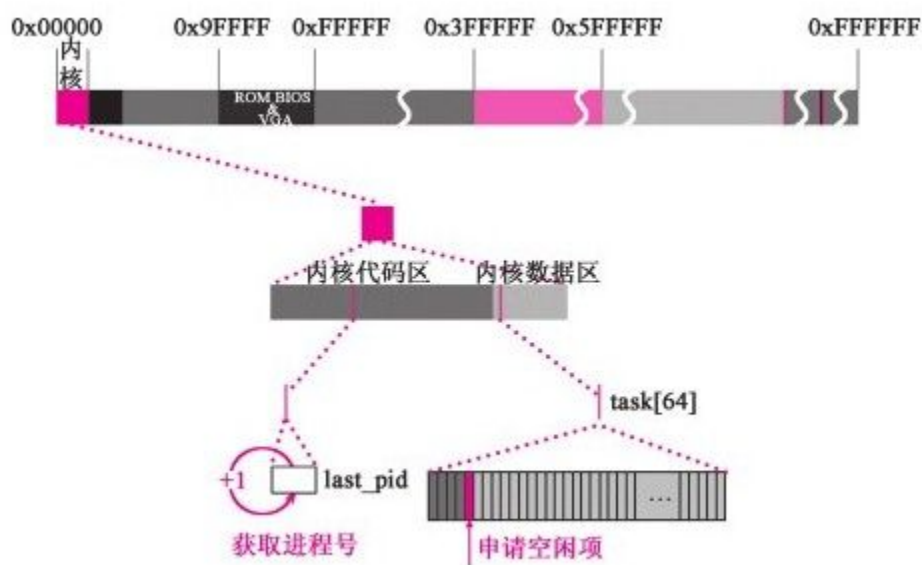 0x00000 0x9FFFF 0xFFFFF 0x3FFFFF 0x5FFFFF 0xFFFFFF
内核
ROM BIOS
&
VGA
内核代码区 内核数据区
task[64]
+1 last_pid ...
获取进程号 申请空闲项